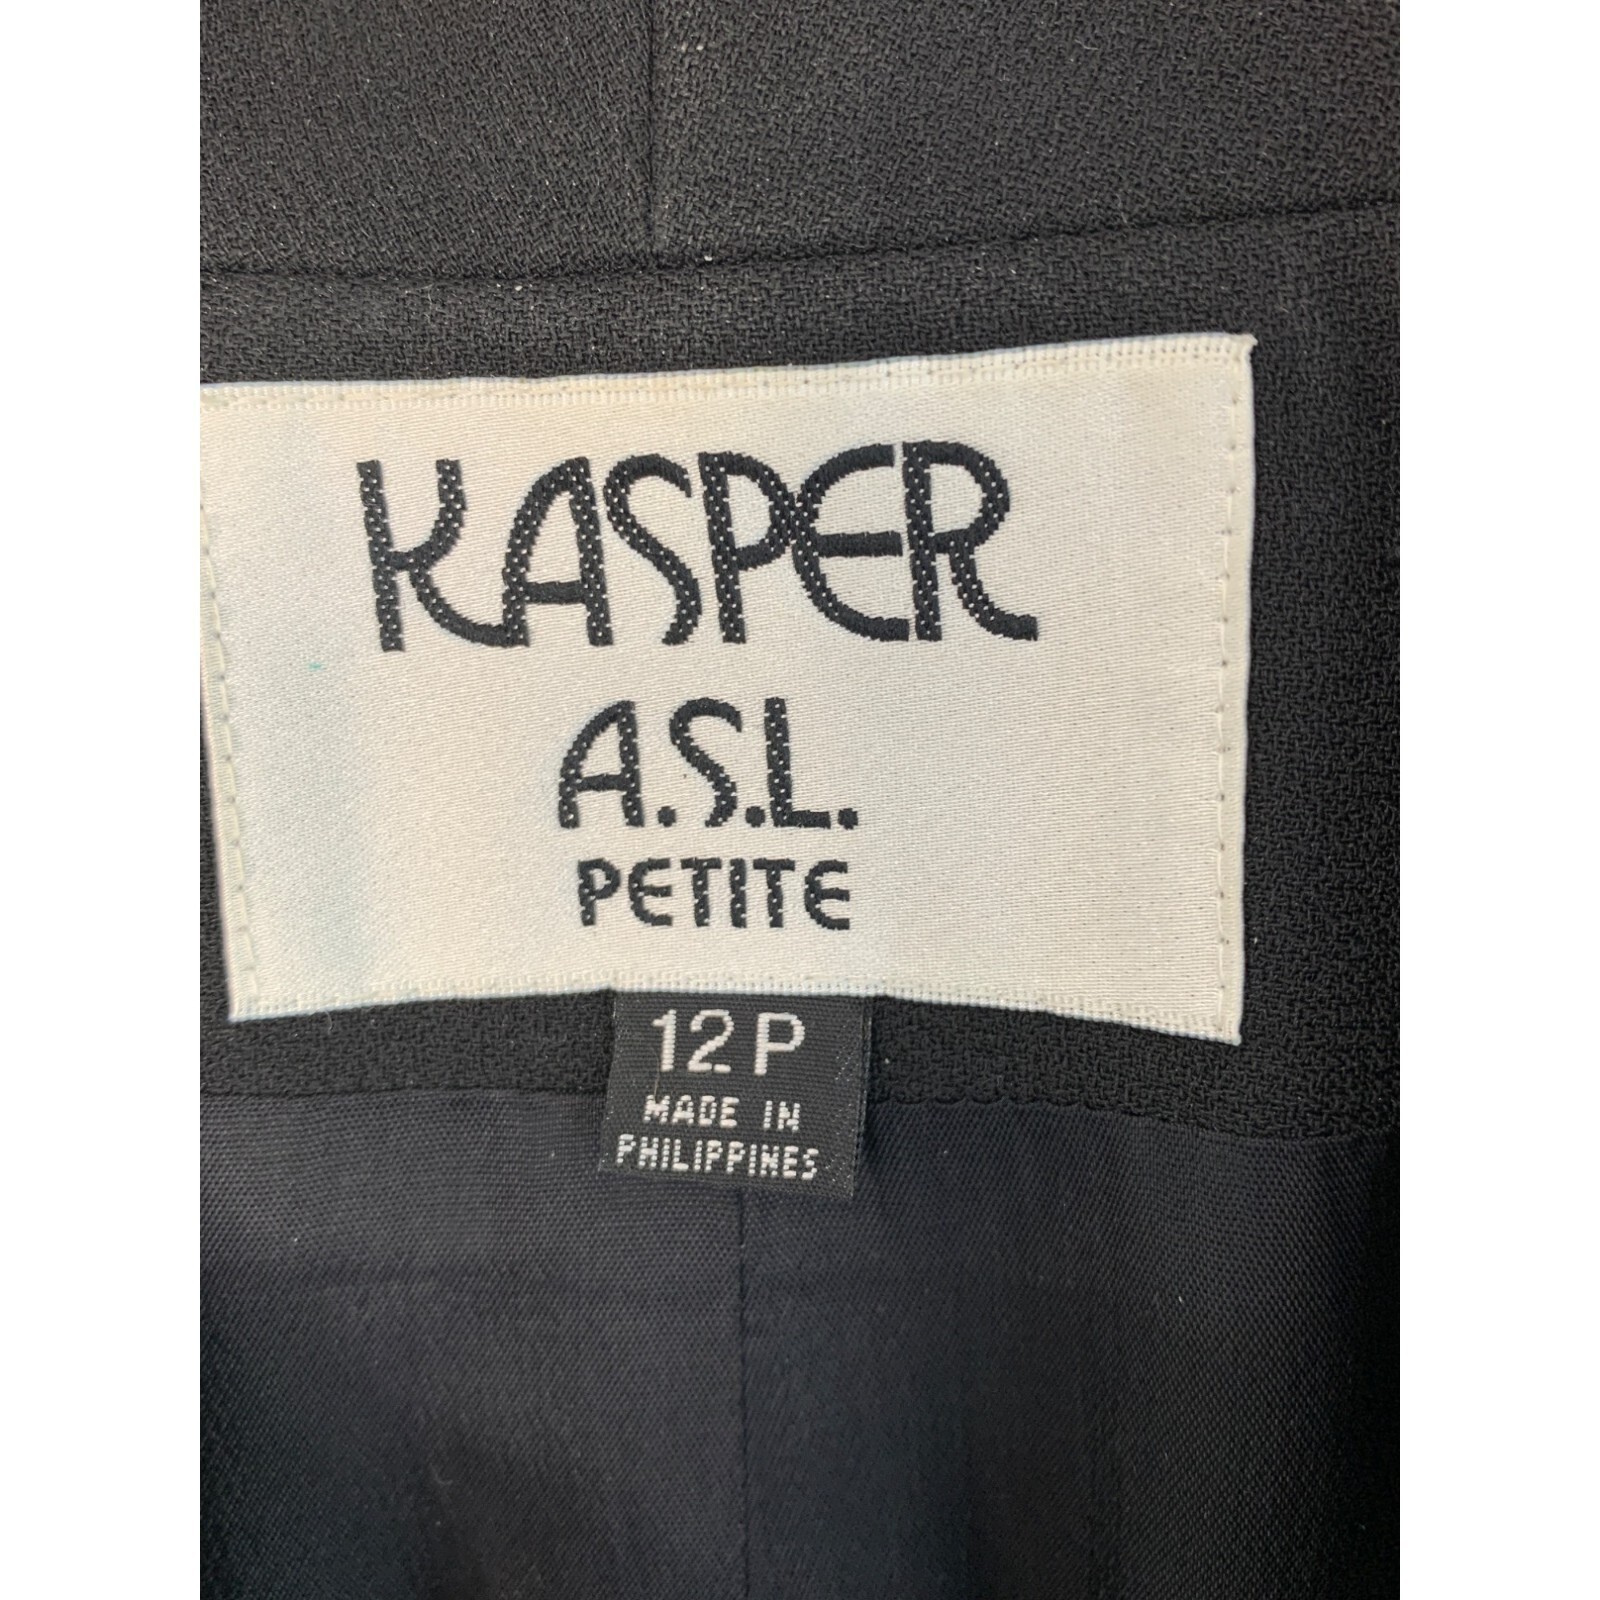 KASPER
A.S.L.
PETITE
12 P
MADE IN
PHILIPPINES